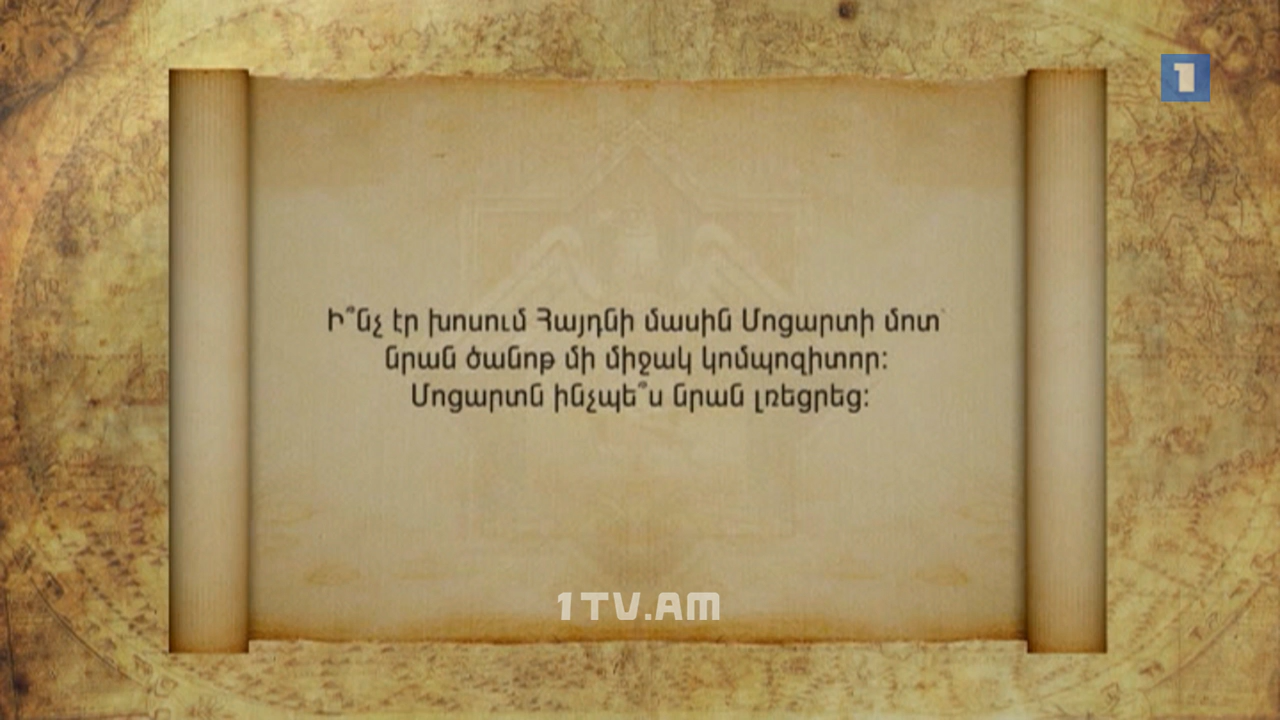 1
Ի՞նչ էր խոսում Հայդնի մասին Մոցարտի մոտ՝
նրան ծանոթ մի միջակ կոմպոզիտոր:
Մոցարտն ինչպե՞ս նրան լռեցրեց:
1TV.AM